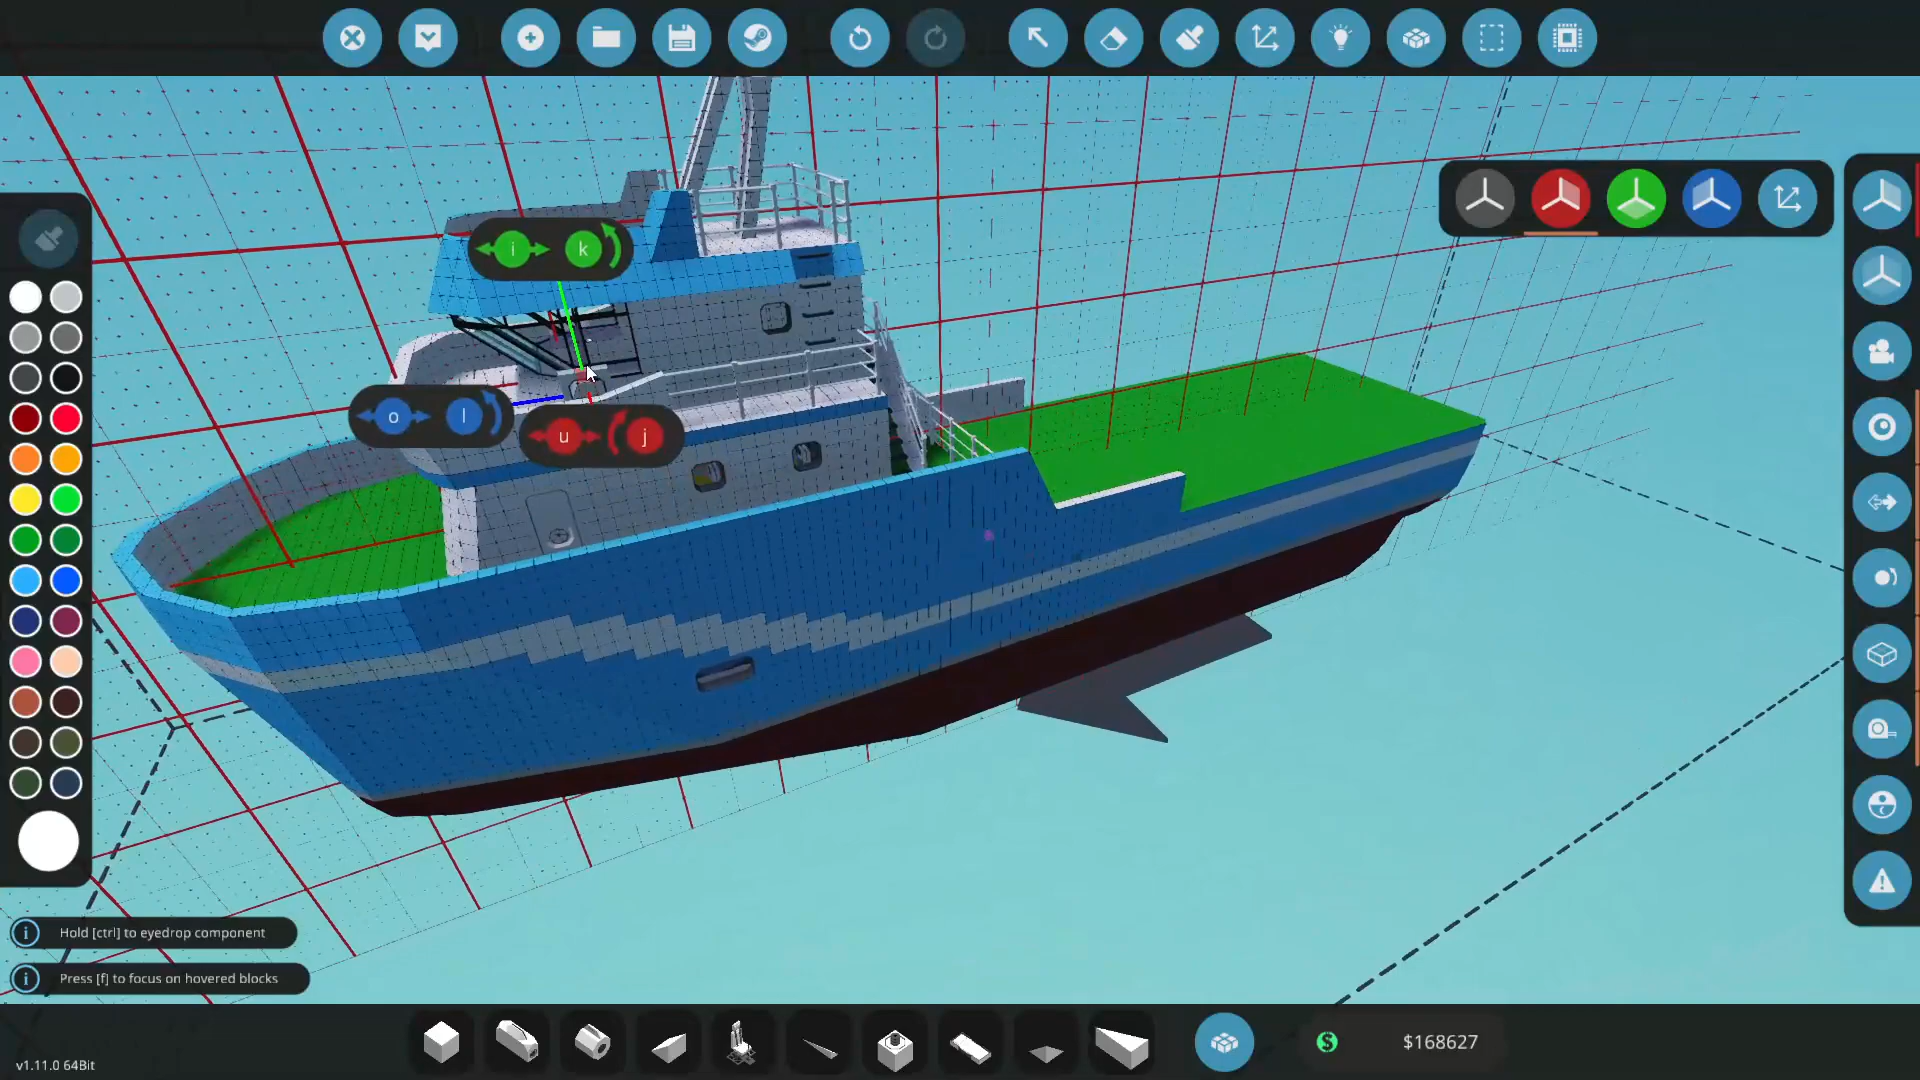 i k
o l
u j
Hold [ctrl] to eyedrop component
Press [f] to focus on hovered blocks
$ $168627
v1.11.0 64Bit